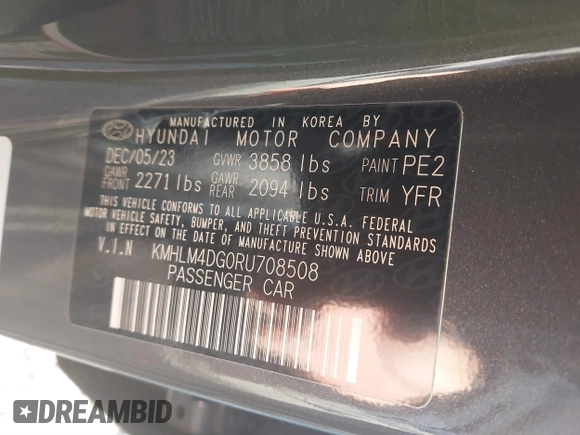 MANUFACTURED IN KOREA BY
HYUNDAI MOTOR COMPANY
DEC/05/23 GVWR 3858 lbs PAINT PE2
GAWR FRONT 2271 lbs GAWR REAR 2094 lbs TRIM YFR
THIS VEHICLE CONFORMS TO ALL APPLICABLE U.S.A. FEDERAL
MOTOR VEHICLE SAFETY, BUMPER, AND THEFT PREVENTION STANDARDS
IN EFFECT ON THE DATE OF MANUFACTURE SHOWN ABOVE.
V.I.N KMHLM4DG0RU708508
PASSENGER CAR
DREAMBID